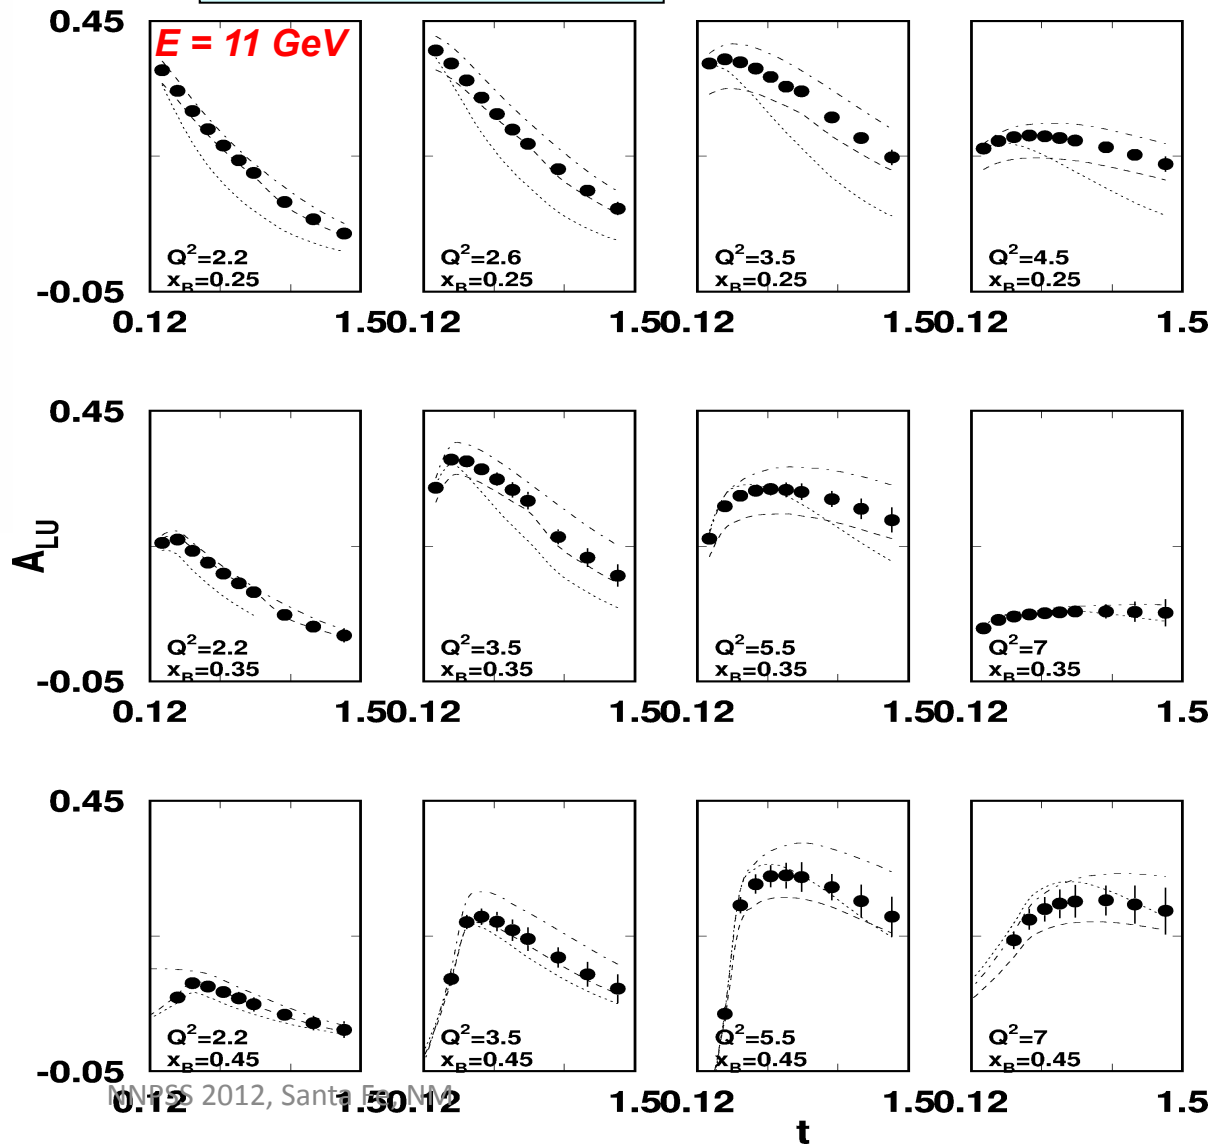 0.45
E = 11 GeV
Q²=2.2
x_B=0.25
Q²=2.6
x_B=0.25
Q²=3.5
x_B=0.25
Q²=4.5
x_B=0.25
-0.05
0.12 1.50.12 1.50.12 1.50.12 1.5
0.45
A_LU
Q²=2.2
x_B=0.35
Q²=3.5
x_B=0.35
Q²=5.5
x_B=0.35
Q²=7
x_B=0.35
-0.05
0.12 1.50.12 1.50.12 1.50.12 1.5
0.45
Q²=2.2
x_B=0.45
Q²=3.5
x_B=0.45
Q²=5.5
x_B=0.45
Q²=7
x_B=0.45
-0.05
NNPSS 2012, Santa Fe, NM
0.12 1.50.12 1.50.12 1.50.12 1.5
t